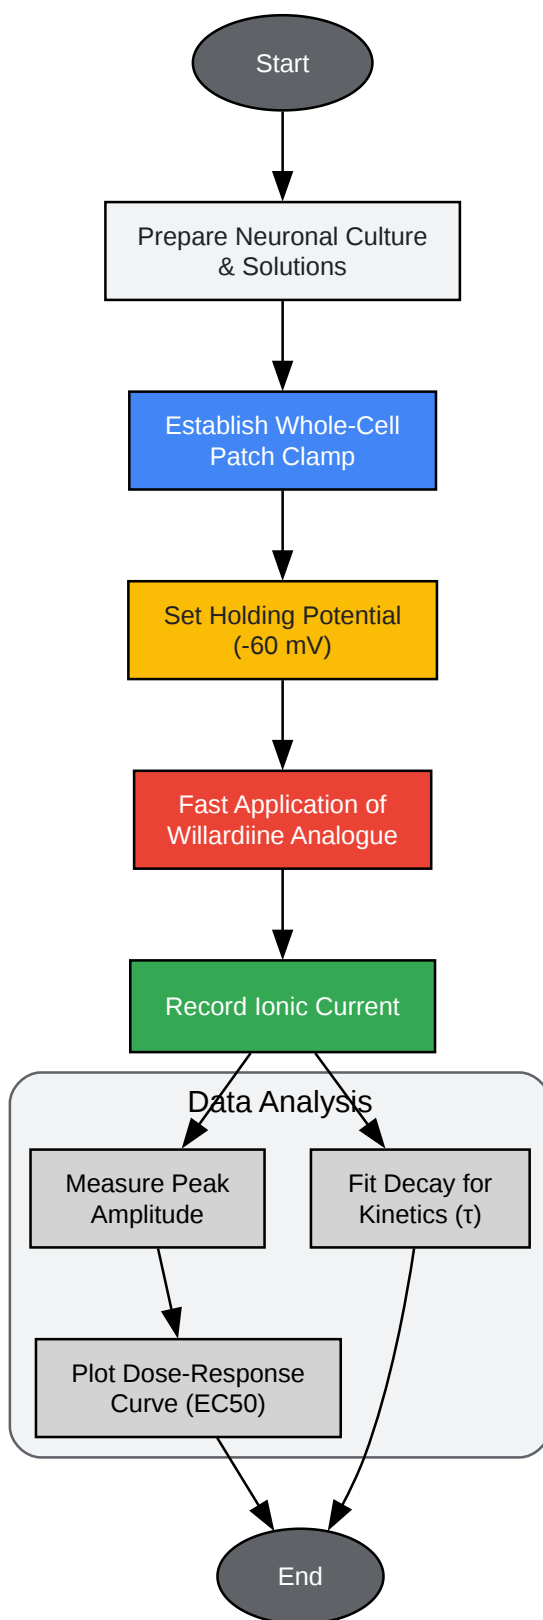 Start
Prepare Neuronal Culture
& Solutions
Establish Whole-Cell
Patch Clamp
Set Holding Potential
(-60 mV)
Fast Application of
Willardiine Analogue
Record Ionic Current
Data Analysis
Measure Peak
Amplitude
Fit Decay for
Kinetics (τ)
Plot Dose-Response
Curve (EC50)
End